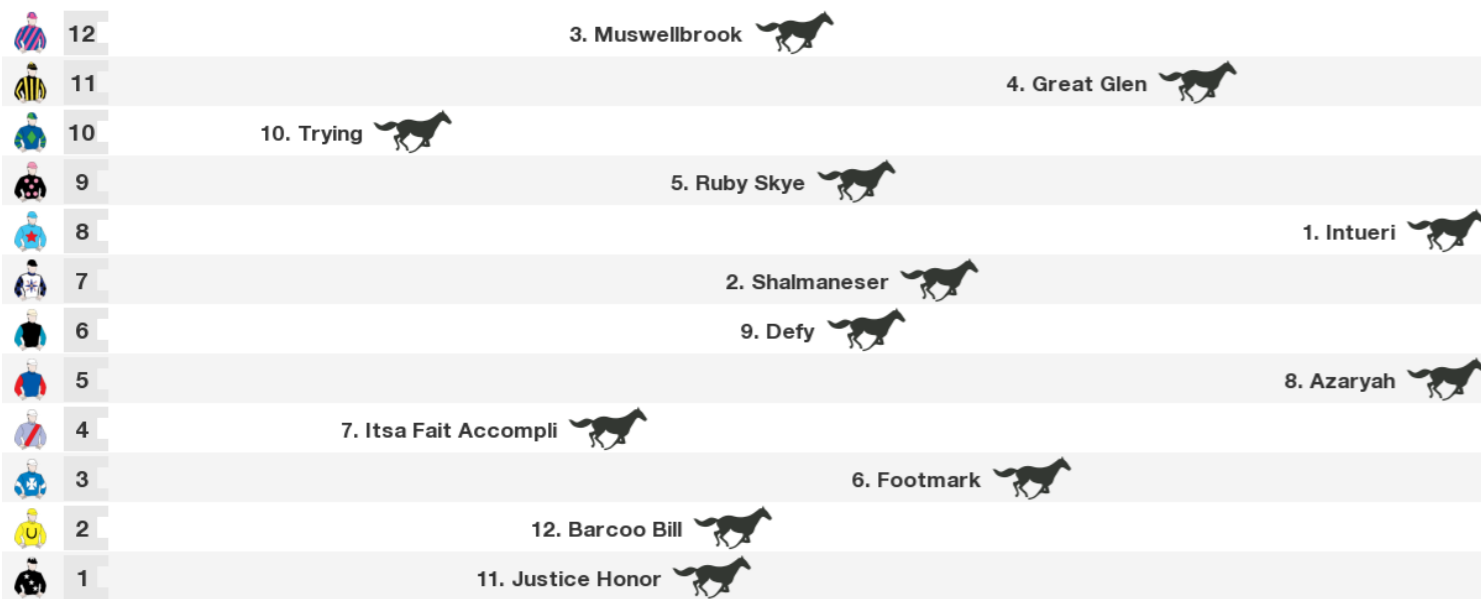 12 3. Muswellbrook
11 4. Great Glen
10 10. Trying
9 5. Ruby Skye
8 1. Intueri
7 2. Shalmaneser
6 9. Defy
5 8. Azaryah
4 7. Itsa Fait Accompli
3 6. Footmark
2 12. Barcoo Bill
1 11. Justice Honor